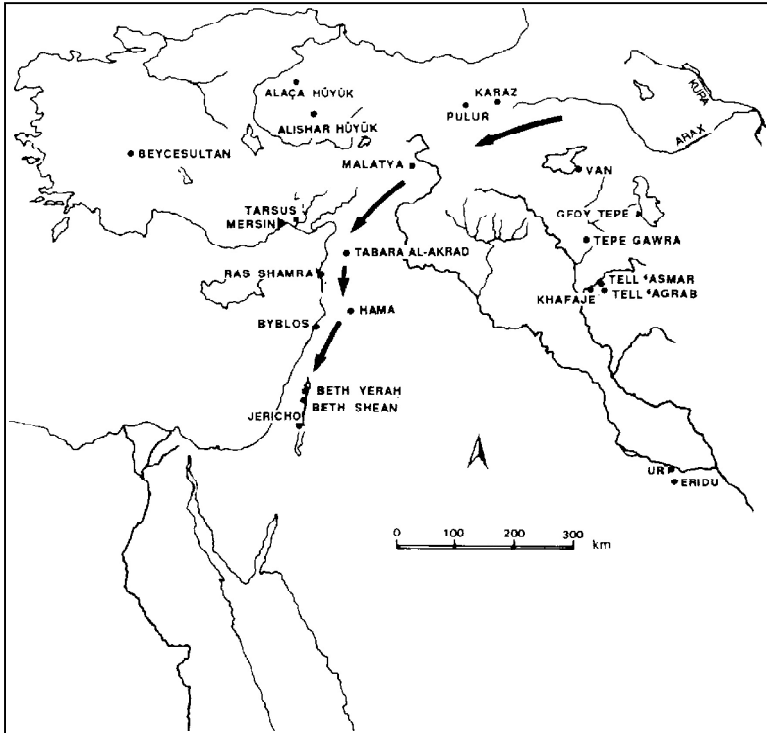 ALAÇA HÜYÜK
ALISHAR HÜYÜK
KARAZ
PULUR
KURA
ARAX
BEYCESULTAN
MALATYA
VAN
TARSUS
MERSIN
GEOY TEPE
TEPE GAWRA
TABARA AL-AKRAD
RAS SHAMRA
TELL ʿASMAR
KHAFAJE
TELL ʿAGRAB
HAMA
BYBLOS
BETH YERAH
BETH SHEAN
JERICHO
UR
ERIDU
0 100 200 300
km